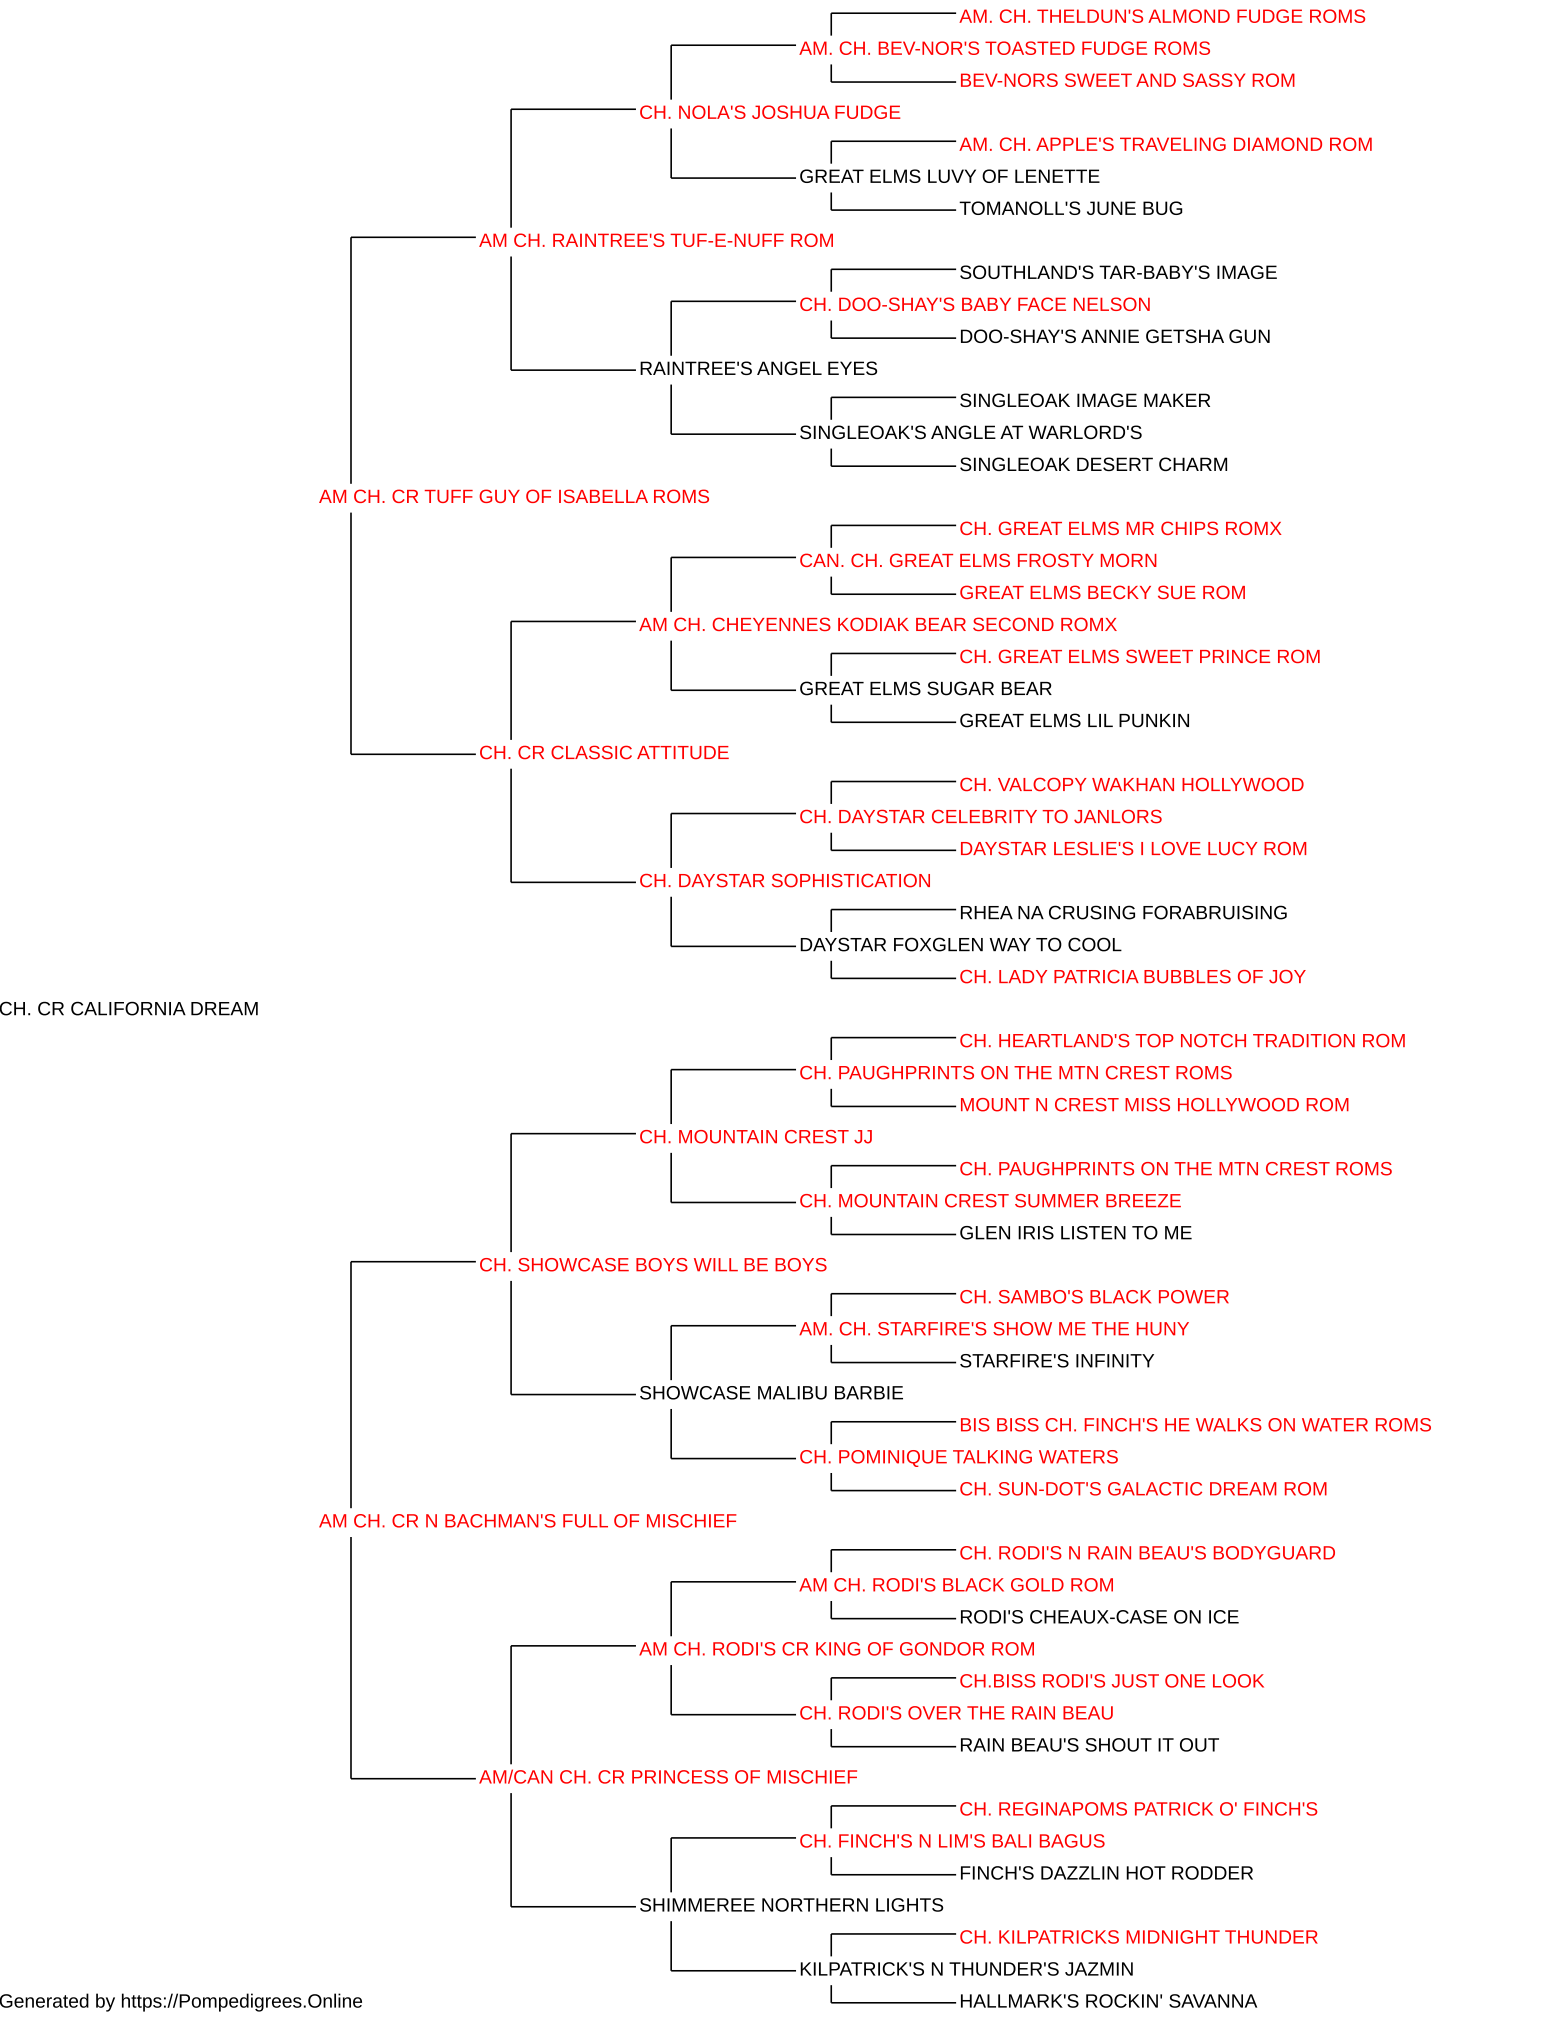 AM. CH. THELDUN'S ALMOND FUDGE ROMS
AM. CH. BEV-NOR'S TOASTED FUDGE ROMS
BEV-NORS SWEET AND SASSY ROM
CH. NOLA'S JOSHUA FUDGE
AM. CH. APPLE'S TRAVELING DIAMOND ROM
GREAT ELMS LUVY OF LENETTE
TOMANOLL'S JUNE BUG
AM CH. RAINTREE'S TUF-E-NUFF ROM
SOUTHLAND'S TAR-BABY'S IMAGE
CH. DOO-SHAY'S BABY FACE NELSON
DOO-SHAY'S ANNIE GETSHA GUN
RAINTREE'S ANGEL EYES
SINGLEOAK IMAGE MAKER
SINGLEOAK'S ANGLE AT WARLORD'S
SINGLEOAK DESERT CHARM
AM CH. CR TUFF GUY OF ISABELLA ROMS
CH. GREAT ELMS MR CHIPS ROMX
CAN. CH. GREAT ELMS FROSTY MORN
GREAT ELMS BECKY SUE ROM
AM CH. CHEYENNES KODIAK BEAR SECOND ROMX
CH. GREAT ELMS SWEET PRINCE ROM
GREAT ELMS SUGAR BEAR
GREAT ELMS LIL PUNKIN
CH. CR CLASSIC ATTITUDE
CH. VALCOPY WAKHAN HOLLYWOOD
CH. DAYSTAR CELEBRITY TO JANLORS
DAYSTAR LESLIE'S I LOVE LUCY ROM
CH. DAYSTAR SOPHISTICATION
RHEA NA CRUSING FORABRUISING
DAYSTAR FOXGLEN WAY TO COOL
CH. LADY PATRICIA BUBBLES OF JOY
CH. CR CALIFORNIA DREAM
CH. HEARTLAND'S TOP NOTCH TRADITION ROM
CH. PAUGHPRINTS ON THE MTN CREST ROMS
MOUNT N CREST MISS HOLLYWOOD ROM
CH. MOUNTAIN CREST JJ
CH. PAUGHPRINTS ON THE MTN CREST ROMS
CH. MOUNTAIN CREST SUMMER BREEZE
GLEN IRIS LISTEN TO ME
CH. SHOWCASE BOYS WILL BE BOYS
CH. SAMBO'S BLACK POWER
AM. CH. STARFIRE'S SHOW ME THE HUNY
STARFIRE'S INFINITY
SHOWCASE MALIBU BARBIE
BIS BISS CH. FINCH'S HE WALKS ON WATER ROMS
CH. POMINIQUE TALKING WATERS
CH. SUN-DOT'S GALACTIC DREAM ROM
AM CH. CR N BACHMAN'S FULL OF MISCHIEF
CH. RODI'S N RAIN BEAU'S BODYGUARD
AM CH. RODI'S BLACK GOLD ROM
RODI'S CHEAUX-CASE ON ICE
AM CH. RODI'S CR KING OF GONDOR ROM
CH.BISS RODI'S JUST ONE LOOK
CH. RODI'S OVER THE RAIN BEAU
RAIN BEAU'S SHOUT IT OUT
AM/CAN CH. CR PRINCESS OF MISCHIEF
CH. REGINAPOMS PATRICK O' FINCH'S
CH. FINCH'S N LIM'S BALI BAGUS
FINCH'S DAZZLIN HOT RODDER
SHIMMEREE NORTHERN LIGHTS
CH. KILPATRICKS MIDNIGHT THUNDER
KILPATRICK'S N THUNDER'S JAZMIN
HALLMARK'S ROCKIN' SAVANNA
Generated by https://Pompedigrees.Online